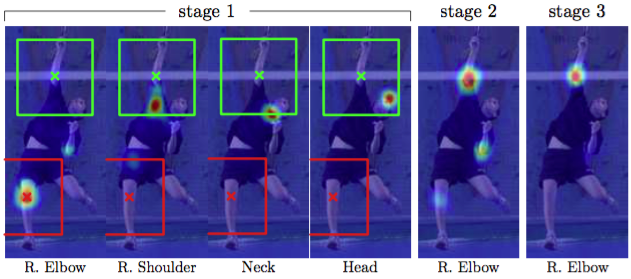 stage 1 stage 2 stage 3
R. Elbow R. Shoulder Neck Head R. Elbow R. Elbow